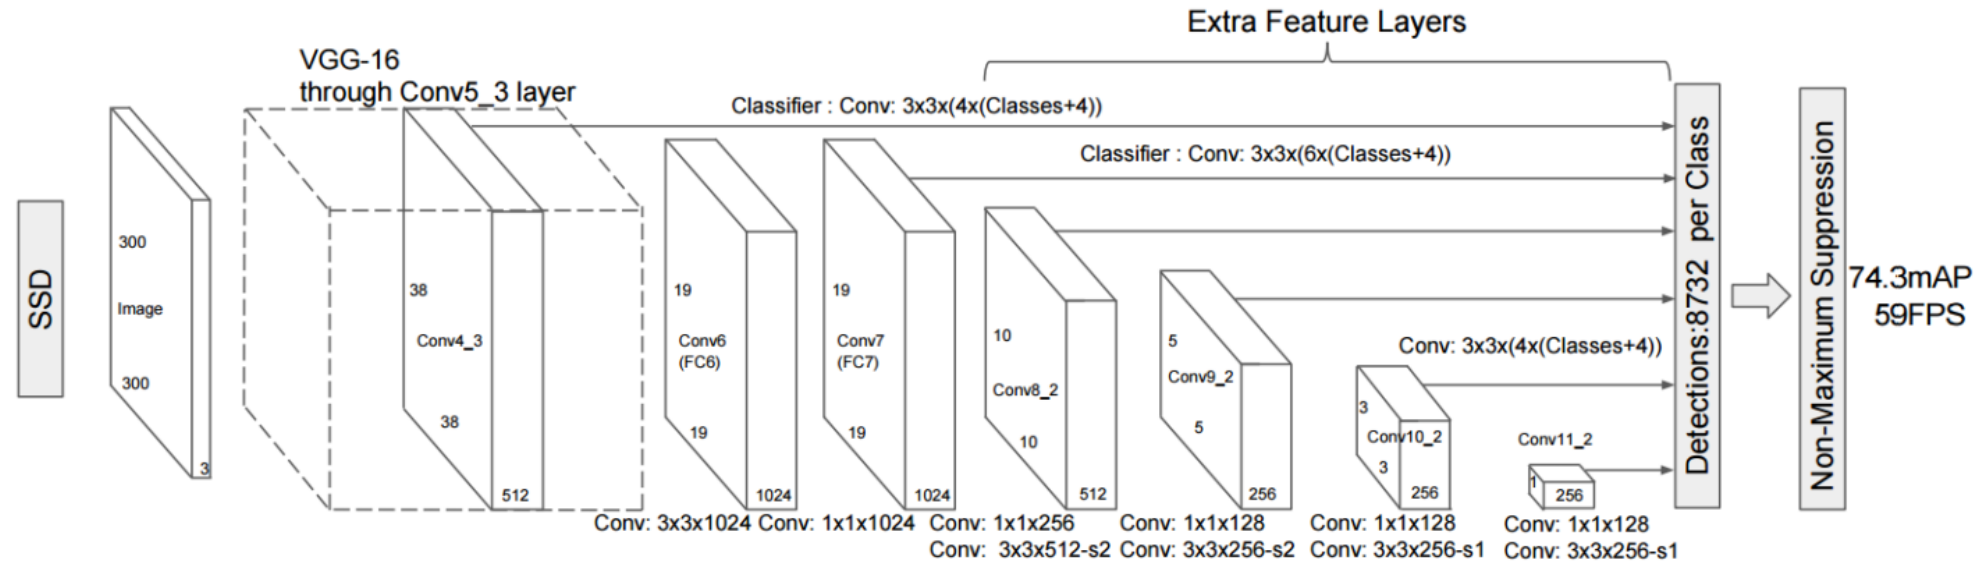 Extra Feature Layers
VGG-16
through Conv5_3 layer
Classifier : Conv: 3x3x(4x(Classes+4))
Classifier : Conv: 3x3x(6x(Classes+4))
SSD
300
Image
300
3
38
Conv4_3
38
512
19
Conv6
(FC6)
19
1024
19
Conv7
(FC7)
19
1024
10
Conv8_2
10
512
5
Conv9_2
5
256
Conv: 3x3x(4x(Classes+4))
3
Conv10_2
3
256
Conv11_2
1
256
Conv: 3x3x1024
Conv: 1x1x1024
Conv: 1x1x256
Conv: 3x3x512-s2
Conv: 1x1x128
Conv: 3x3x256-s2
Conv: 1x1x128
Conv: 3x3x256-s1
Conv: 1x1x128
Conv: 3x3x256-s1
Detections:8732 per Class
Non-Maximum Suppression
74.3mAP
59FPS